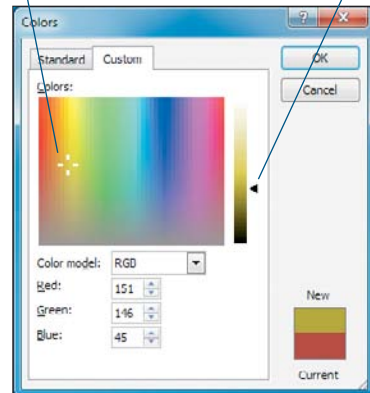 Colors
Standard Custom
OK
Cancel
Colors:
Color model: RGB
Red: 151
Green: 146
Blue: 45
New
Current